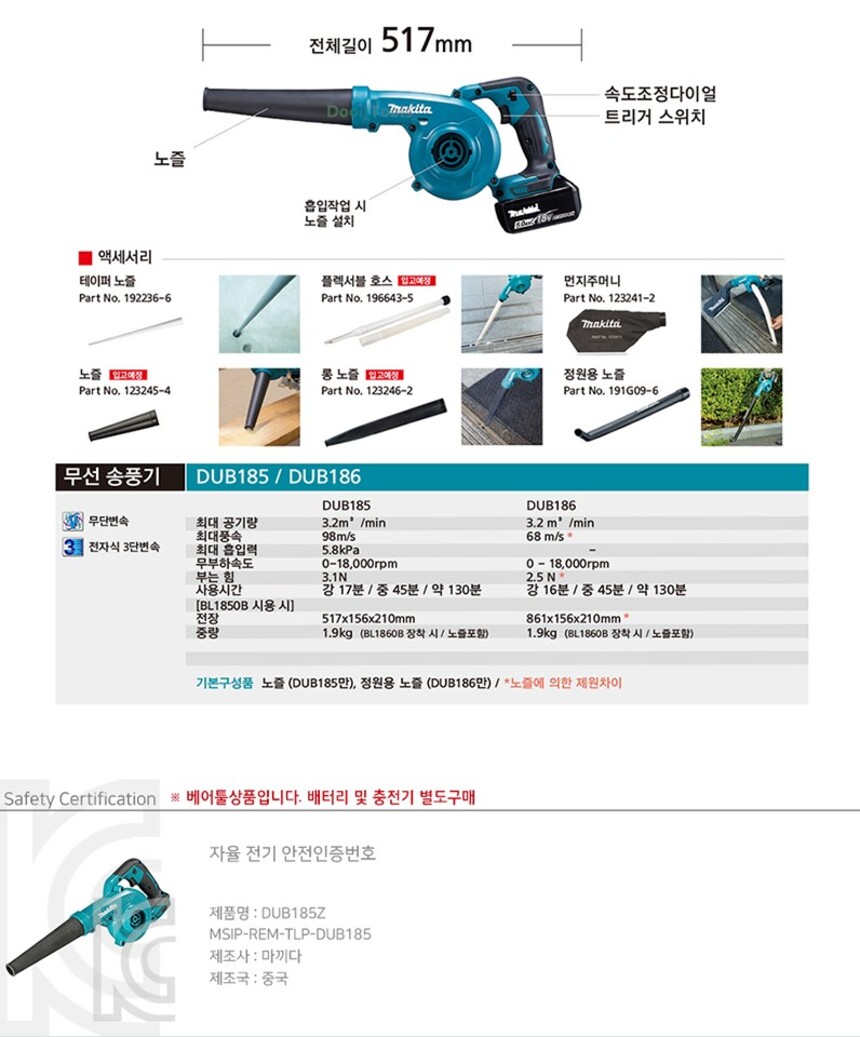 전체길이 517mm
속도조정다이얼
트리거 스위치
Makita
노즐
흡입작업 시
노즐 설치
Makita
5.0Ah 18V
액세서리
테이퍼 노즐
Part No. 192236-6
플렉서블 호스 입고예정
Part No. 196643-5
먼지주머니
Part No. 123241-2
Makita
노즐 입고예정
Part No. 123245-4
롱 노즐 입고예정
Part No. 123246-2
정원용 노즐
Part No. 191G09-6
무선 송풍기 DUB185 / DUB186
무단변속
3 전자식 3단변속
DUB185 DUB186
최대 공기량 3.2m³ /min 3.2 m³ /min
최대풍속 98m/s 68 m/s *
최대 흡입력 5.8kPa -
무부하속도 0-18,000rpm 0 - 18,000rpm
부는 힘 3.1N 2.5 N *
사용시간 강 17분 / 중 45분 / 약 130분 강 16분 / 중 45분 / 약 130분
[BL1850B 시용 시]
전장 517x156x210mm 861x156x210mm *
중량 1.9kg (BL1860B 장착 시 / 노즐포함) 1.9kg (BL1860B 장착 시 / 노즐포함)
기본구성품 노즐 (DUB185만), 정원용 노즐 (DUB186만) / *노즐에 의한 제원차이
Safety Certification ※ 베어툴상품입니다. 배터리 및 충전기 별도구매
자율 전기 안전인증번호
제품명 : DUB185Z
MSIP-REM-TLP-DUB185
제조사 : 마끼다
제조국 : 중국